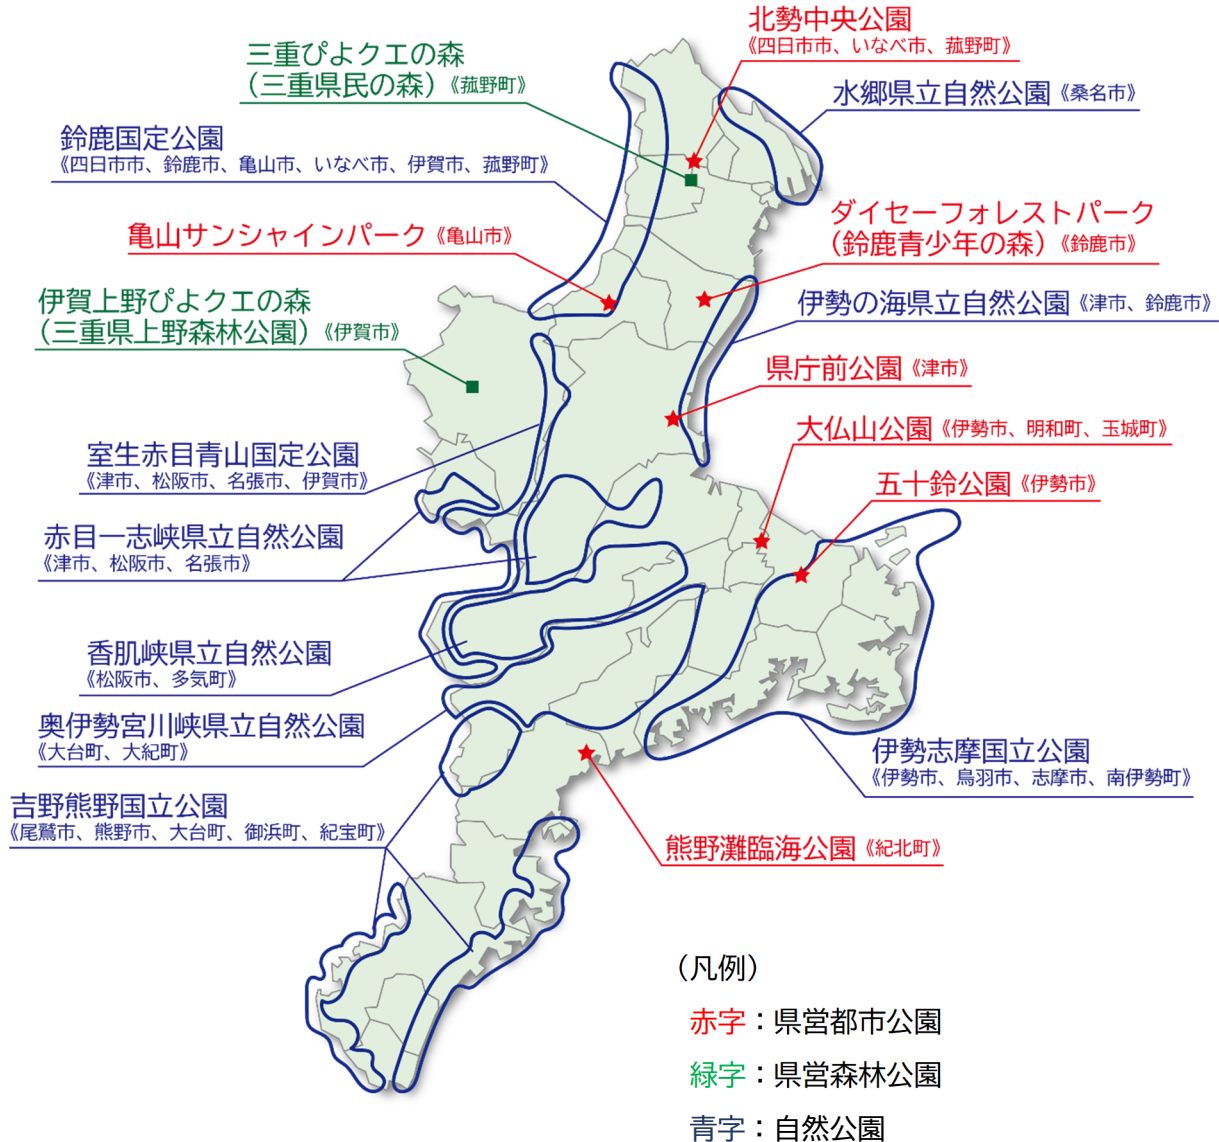 北勢中央公園
《四日市市、いなべ市、菰野町》
三重ぴよクエの森
（三重県民の森）《菰野町》
水郷県立自然公園《桑名市》
鈴鹿国定公園
《四日市市、鈴鹿市、亀山市、いなべ市、伊賀市、菰野町》
ダイセーフォレストパーク
（鈴鹿青少年の森）《鈴鹿市》
亀山サンシャインパーク《亀山市》
伊賀上野ぴよクエの森
（三重県上野森林公園）《伊賀市》
伊勢の海県立自然公園《津市、鈴鹿市》
県庁前公園《津市》
大仏山公園《伊勢市、明和町、玉城町》
室生赤目青山国定公園
《津市、松阪市、名張市、伊賀市》
五十鈴公園《伊勢市》
赤目一志峡県立自然公園
《津市、松阪市、名張市》
香肌峡県立自然公園
《松阪市、多気町》
奥伊勢宮川峡県立自然公園
《大台町、大紀町》
伊勢志摩国立公園
《伊勢市、鳥羽市、志摩市、南伊勢町》
吉野熊野国立公園
《尾鷲市、熊野市、大台町、御浜町、紀宝町》
熊野灘臨海公園《紀北町》
（凡例）
赤字：県営都市公園
緑字：県営森林公園
青字：自然公園